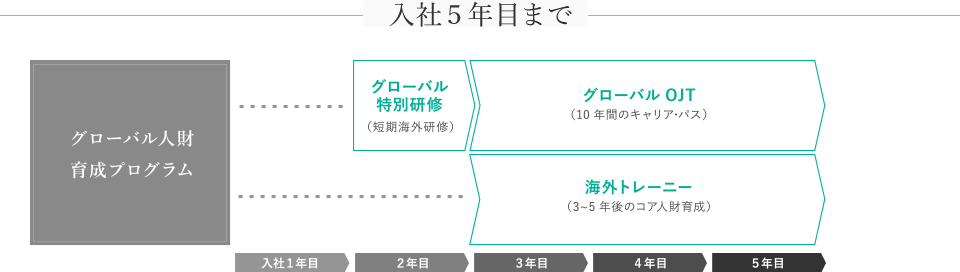 入社5年目まで
グローバル人財
育成プログラム
グローバル
特別研修
（短期海外研修）
グローバル OJT
（10 年間のキャリア・パス）
海外トレーニー
（3~5 年後のコア人財育成）
入社1年目
2年目
3年目
4年目
5年目